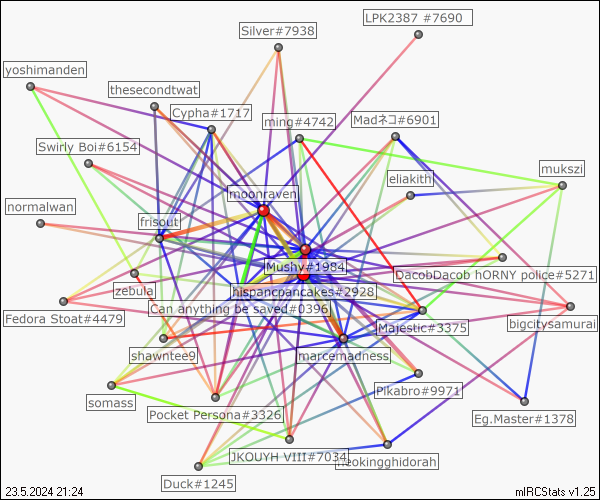 Silver#7938
LPK2387 #7690
yoshimanden
thesecondtwat
Cypha#1717
ming#4742
Madネコ#6901
Swirly Boi#6154
mukszi
eliakith
moonraven
normalwan
frisout
Mushy#1984
DacobDacob hORNY police#5271
zebula
hispancpancakes#2928
Can anything be saved#0396
Fedora Stoat#4479
Majestic#3375
bigcitysamurai
shawntee9
marcemadness
Pikabro#9971
somass
Pocket Persona#3326
Eg.Master#1378
JKOUYH VIII#7034
neokingghidorah
Duck#1245
23.5.2024 21:24
mIRCStats v1.25